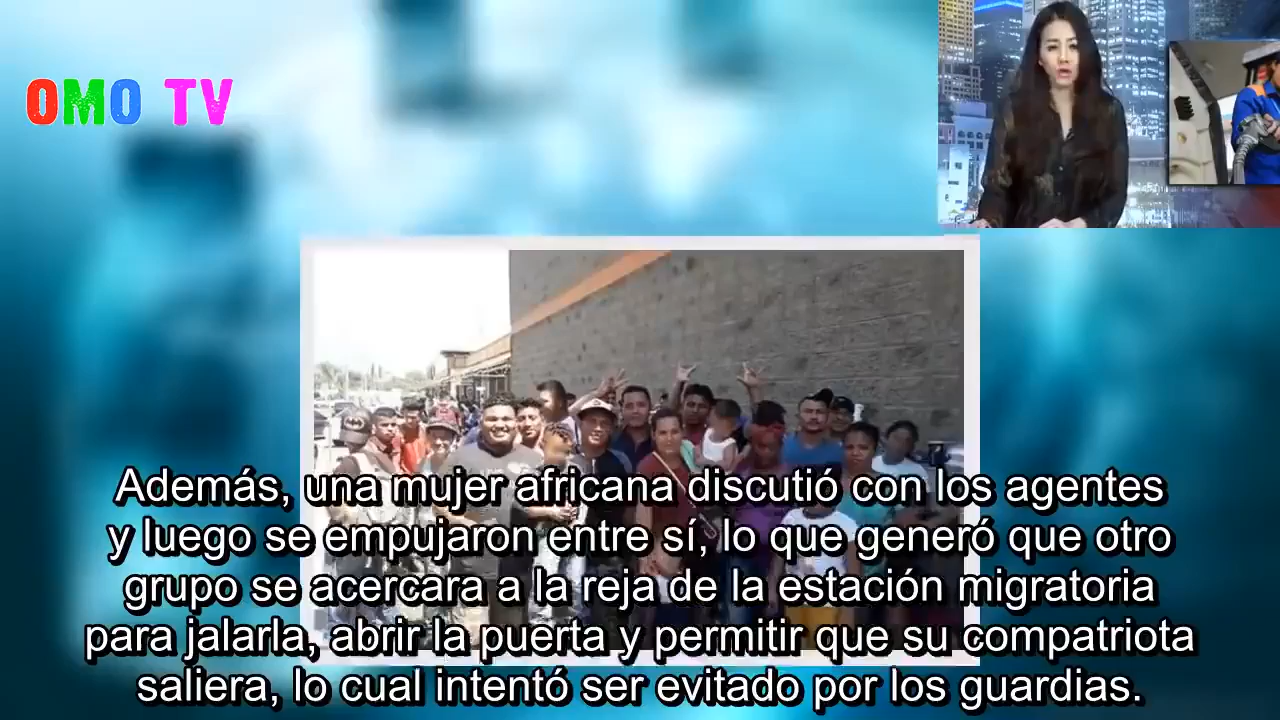 OMO TV
Además, una mujer africana discutió con los agentes
y luego se empujaron entre sí, lo que generó que otro
grupo se acercara a la reja de la estación migratoria
para jalarla, abrir la puerta y permitir que su compatriota
saliera, lo cual intentó ser evitado por los guardias.